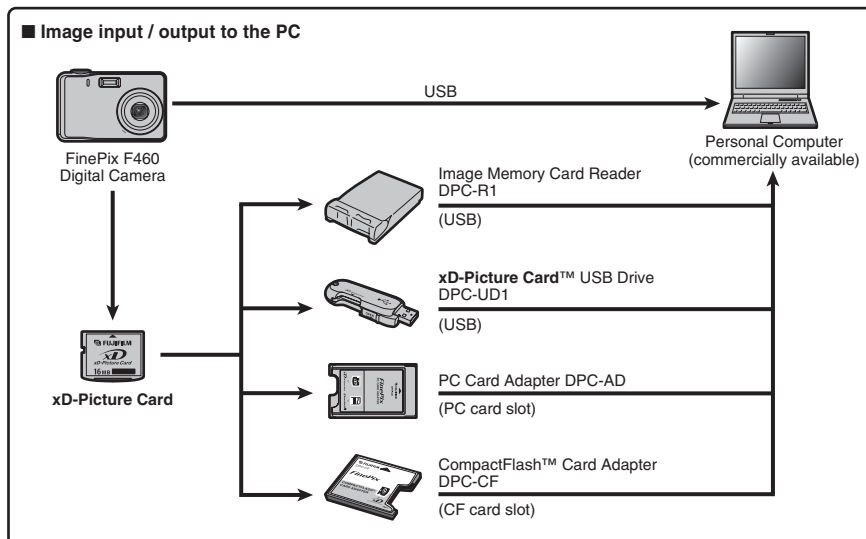 ■ Image input / output to the PC
USB
FinePix F460
Digital Camera
Personal Computer
(commercially available)
Image Memory Card Reader
DPC-R1
(USB)
xD-Picture Card™ USB Drive
DPC-UD1
(USB)
FUJIFILM
xD
xD-Picture Card
16MB
xD-Picture Card
FinePix
PC Card Adapter DPC-AD
(PC card slot)
FinePix
CompactFlash™ Card Adapter
DPC-CF
(CF card slot)